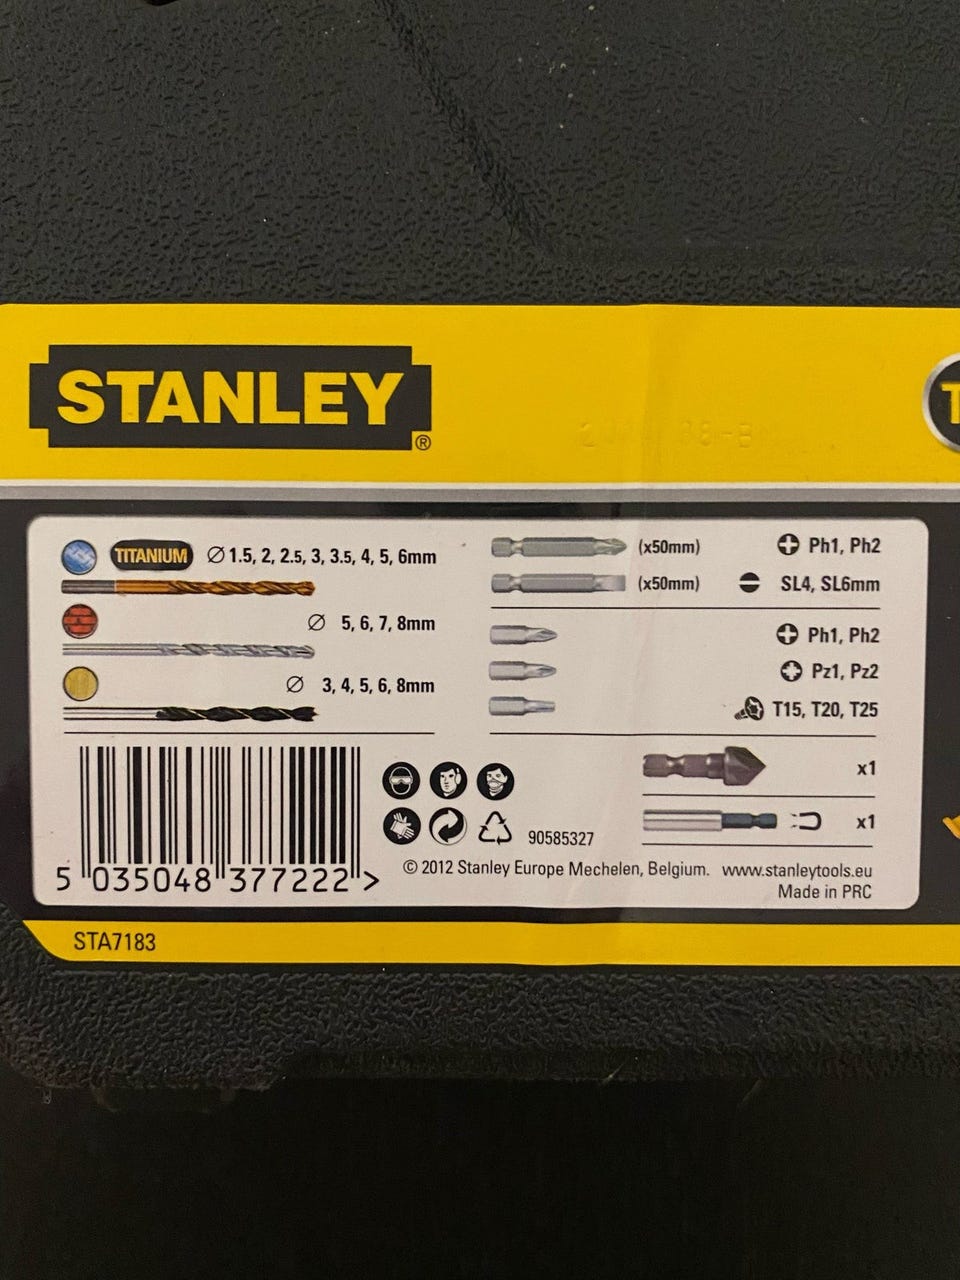 STANLEY®
TITANIUM Ø 1.5, 2, 2.5, 3, 3.5, 4, 5, 6mm
Ø 5, 6, 7, 8mm
Ø 3, 4, 5, 6, 8mm
(x50mm) Ph1, Ph2
(x50mm) SL4, SL6mm
Ph1, Ph2
Pz1, Pz2
T15, T20, T25
x1
x1
90585327
5 035048 377222 >
© 2012 Stanley Europe Mechelen, Belgium. www.stanleytools.eu
Made in PRC
STA7183